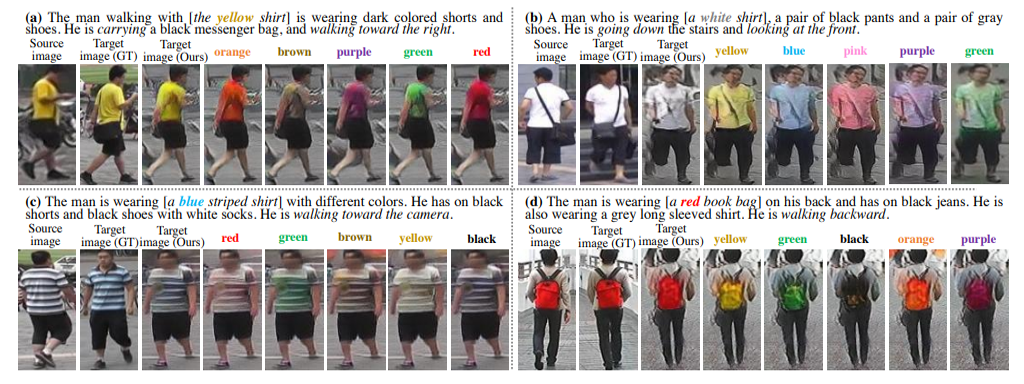 (a) The man walking with [the yellow shirt] is wearing dark colored shorts and
shoes. He is carrying a black messenger bag, and walking toward the right.
Source image
Target image (GT)
Target image (Ours)
orange
brown
purple
green
red
(b) A man who is wearing [a white shirt], a pair of black pants and a pair of gray
shoes. He is going down the stairs and looking at the front.
Source image
Target image (GT)
Target image (Ours)
yellow
blue
pink
purple
green
(c) The man is wearing [a blue striped shirt] with different colors. He has on black
shorts and black shoes with white socks. He is walking toward the camera.
Source image
Target image (GT)
Target image (Ours)
red
green
brown
yellow
black
(d) The man is wearing [a red book bag] on his back and has on black jeans. He is
also wearing a grey long sleeved shirt. He is walking backward.
Source image
Target image (GT)
Target image (Ours)
yellow
green
black
orange
purple